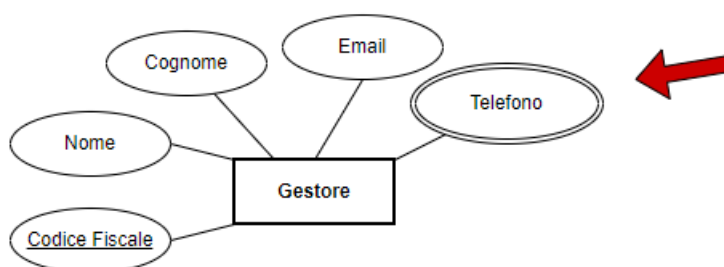 Email
Cognome
Telefono
Nome
Gestore
Codice Fiscale